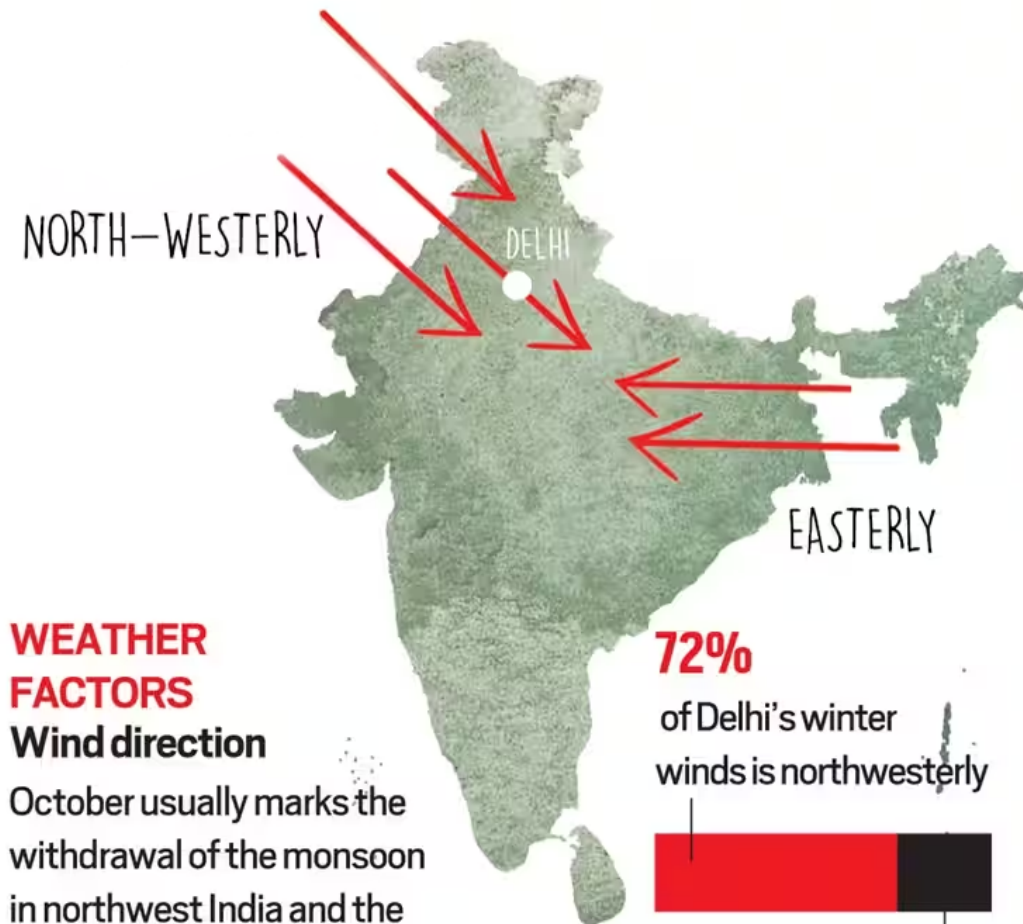 NORTH–WESTERLY
DELHI
EASTERLY
WEATHER
FACTORS
Wind direction
October usually marks the
withdrawal of the monsoon
in northwest India and the
72%
of Delhi's winter
winds is northwesterly